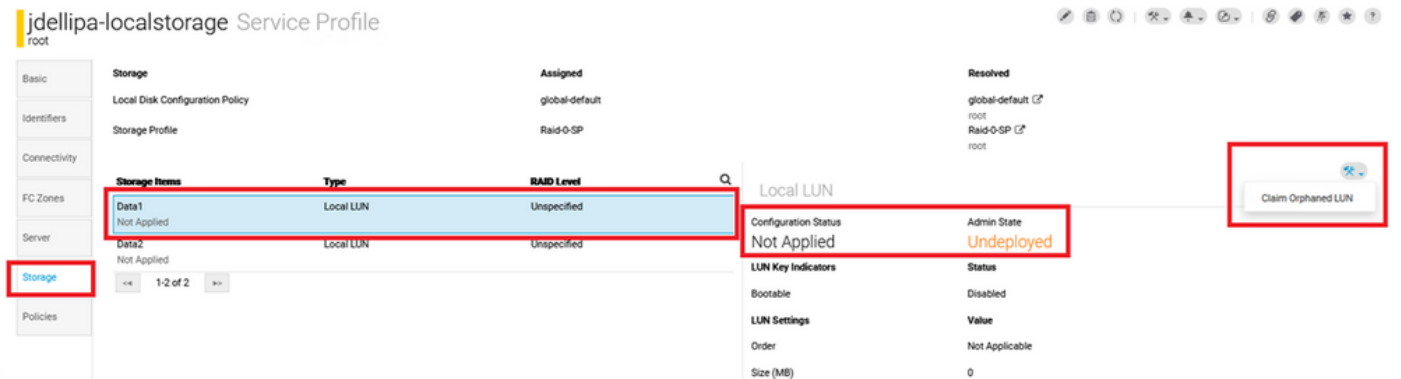 jdellipa-localstorage Service Profile
root
Basic
Identifiers
Connectivity
FC Zones
Server
Storage
Policies
Storage Assigned Resolved
Local Disk Configuration Policy global-default global-default
root
Storage Profile Raid-0-SP Raid-0-SP
root
Storage Items Type RAID Level
Data1 Local LUN Unspecified
Not Applied
Data2 Local LUN Unspecified
Not Applied
1-2 of 2
Local LUN
Claim Orphaned LUN
Configuration Status Admin State
Not Applied Undeployed
LUN Key Indicators Status
Bootable Disabled
LUN Settings Value
Order Not Applicable
Size (MB) 0